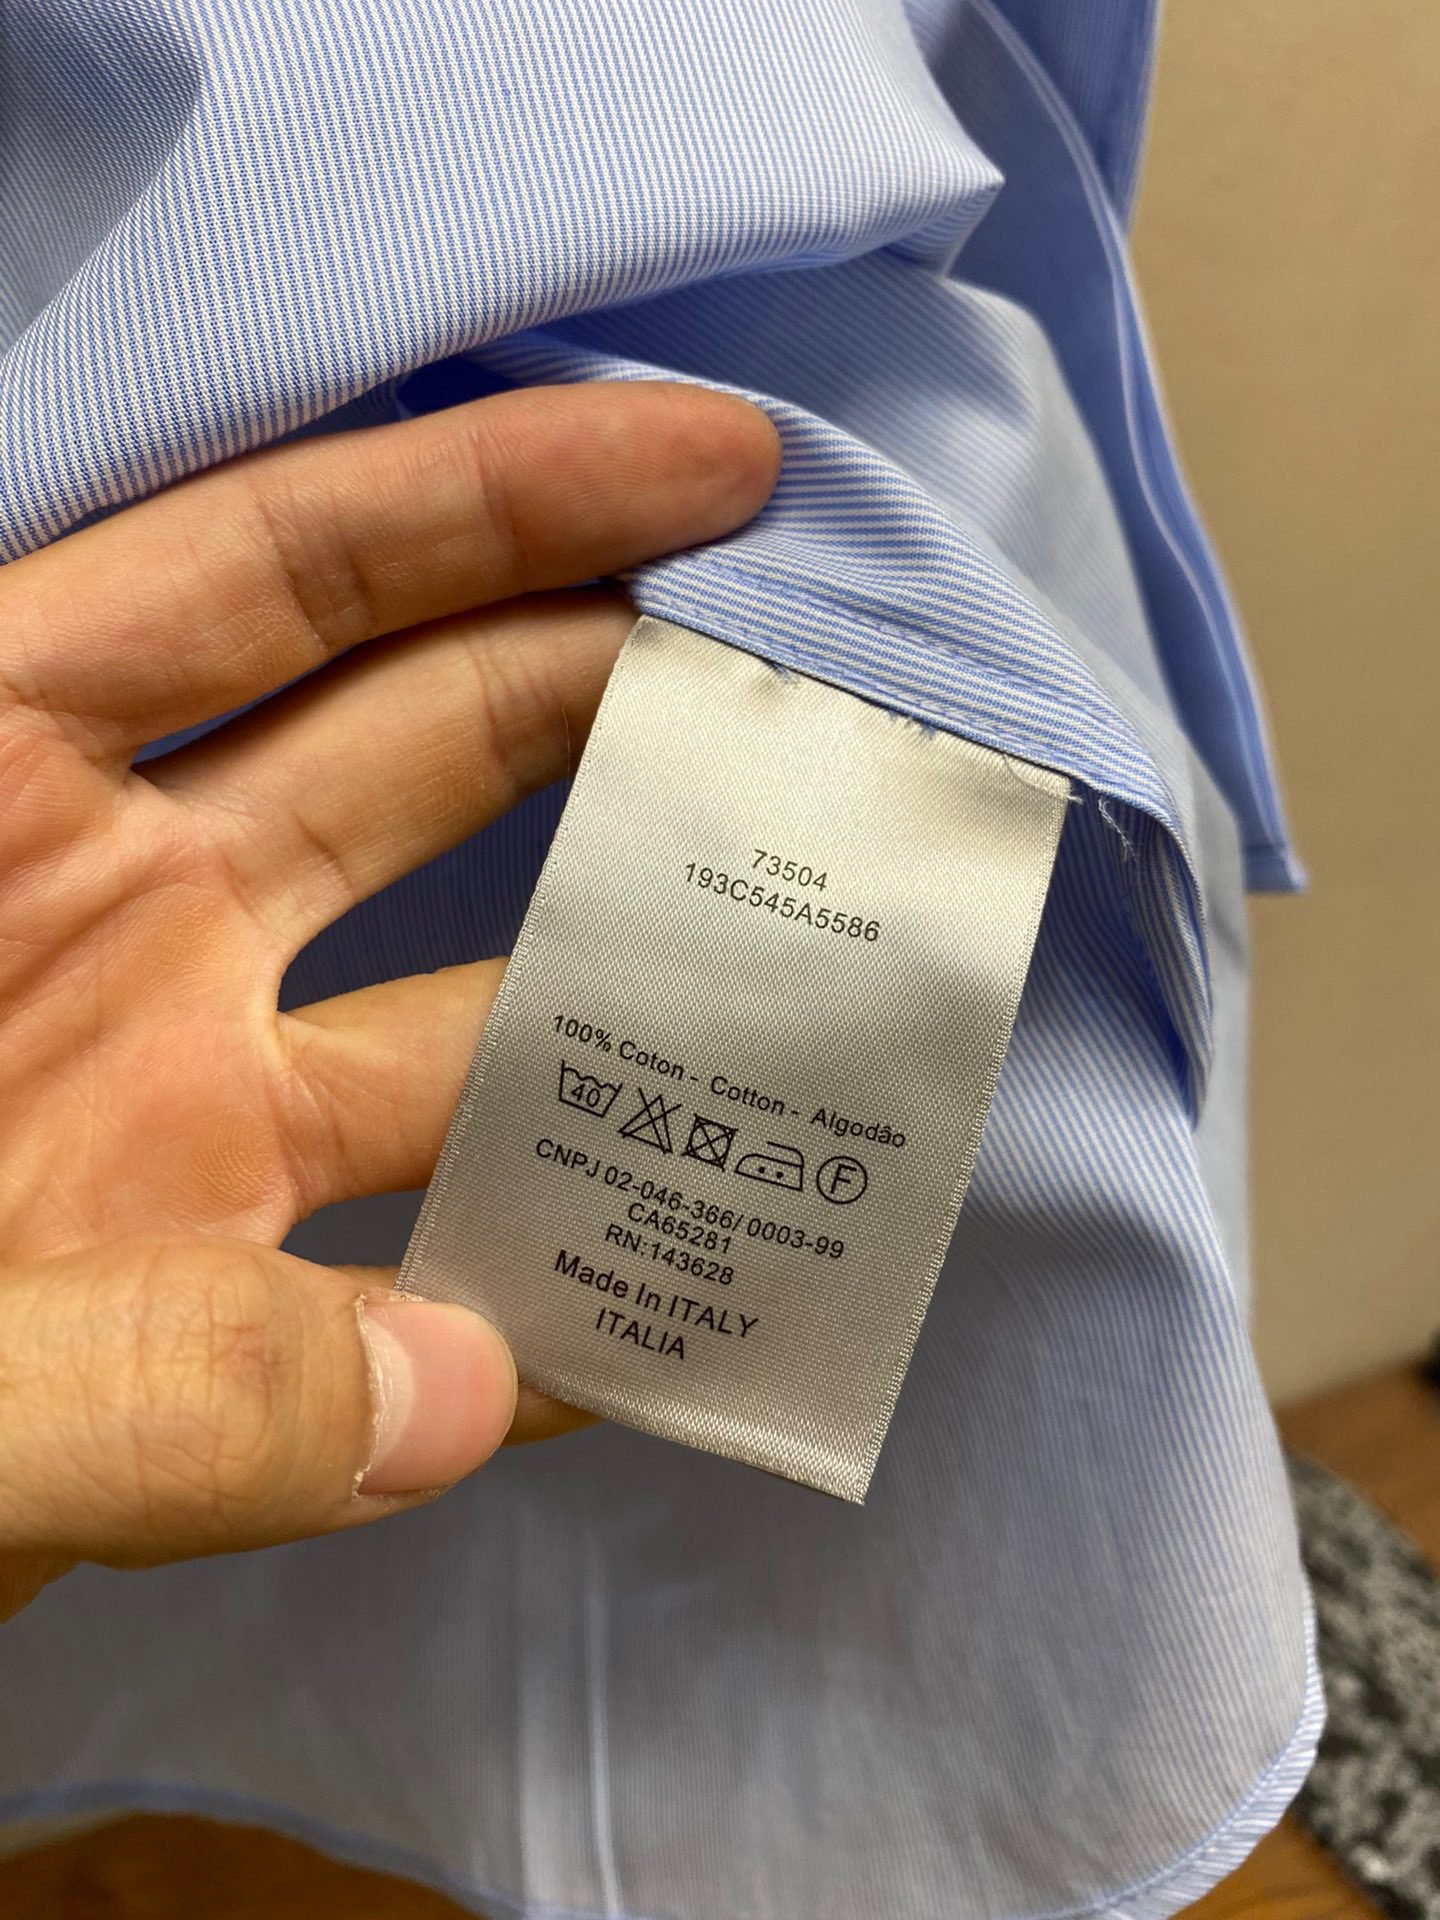 73504
193C545A5586
100% Coton - Cotton - Algodão
40
F
CNPJ 02-046-366/ 0003-99
CA65281
RN:143628
Made In ITALY
ITALIA